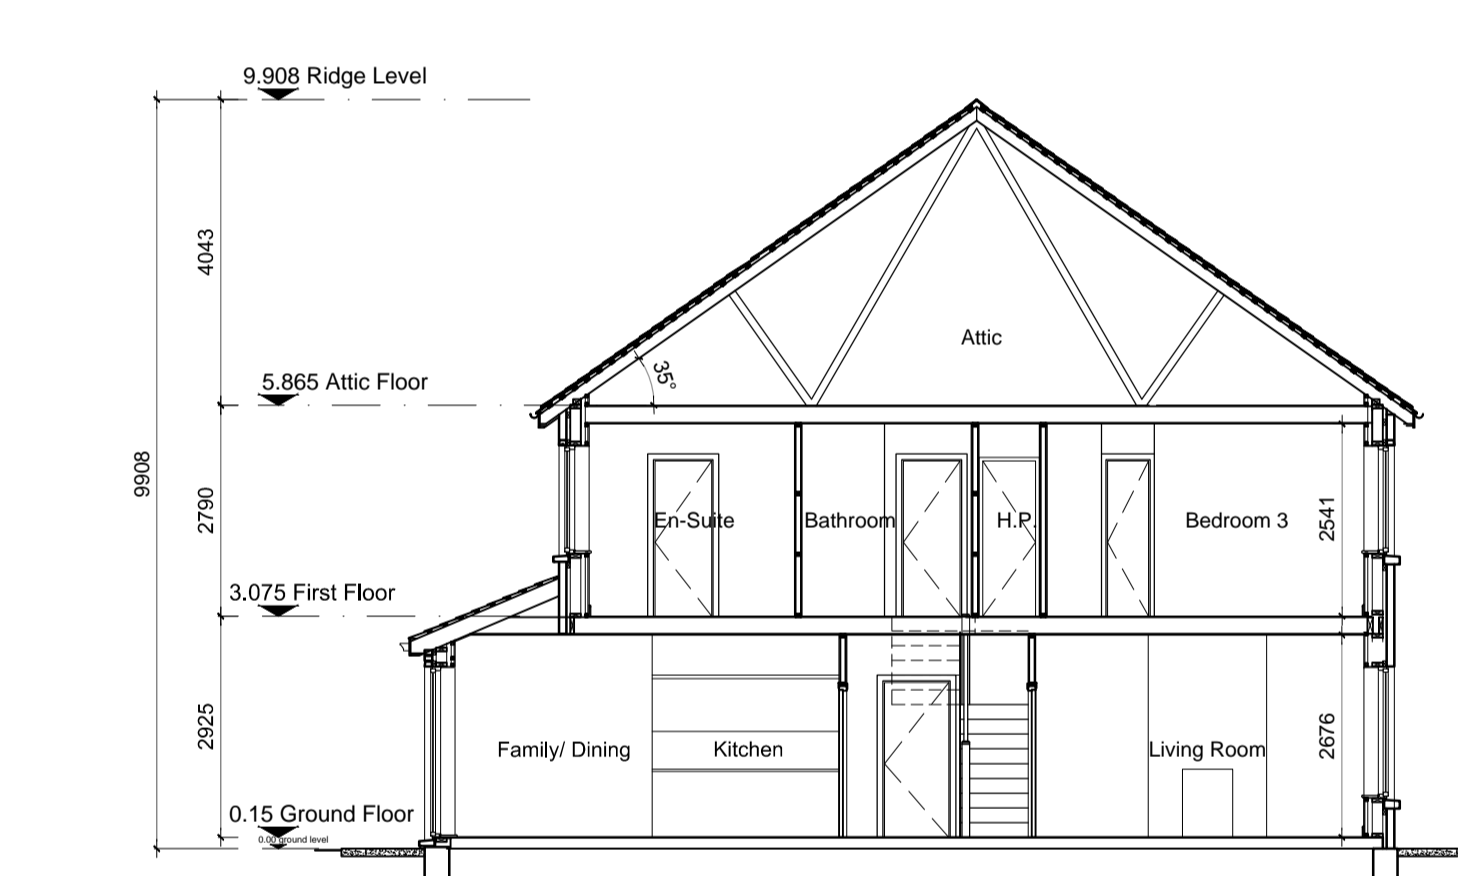 9.908 Ridge Level
4043
Attic
35°
5.865 Attic Floor
9908
2790
En-Suite
Bathroom
H.P.
Bedroom 3
2541
3.075 First Floor
2925
Family/ Dining
Kitchen
Living Room
2676
0.15 Ground Floor
0.00 ground level